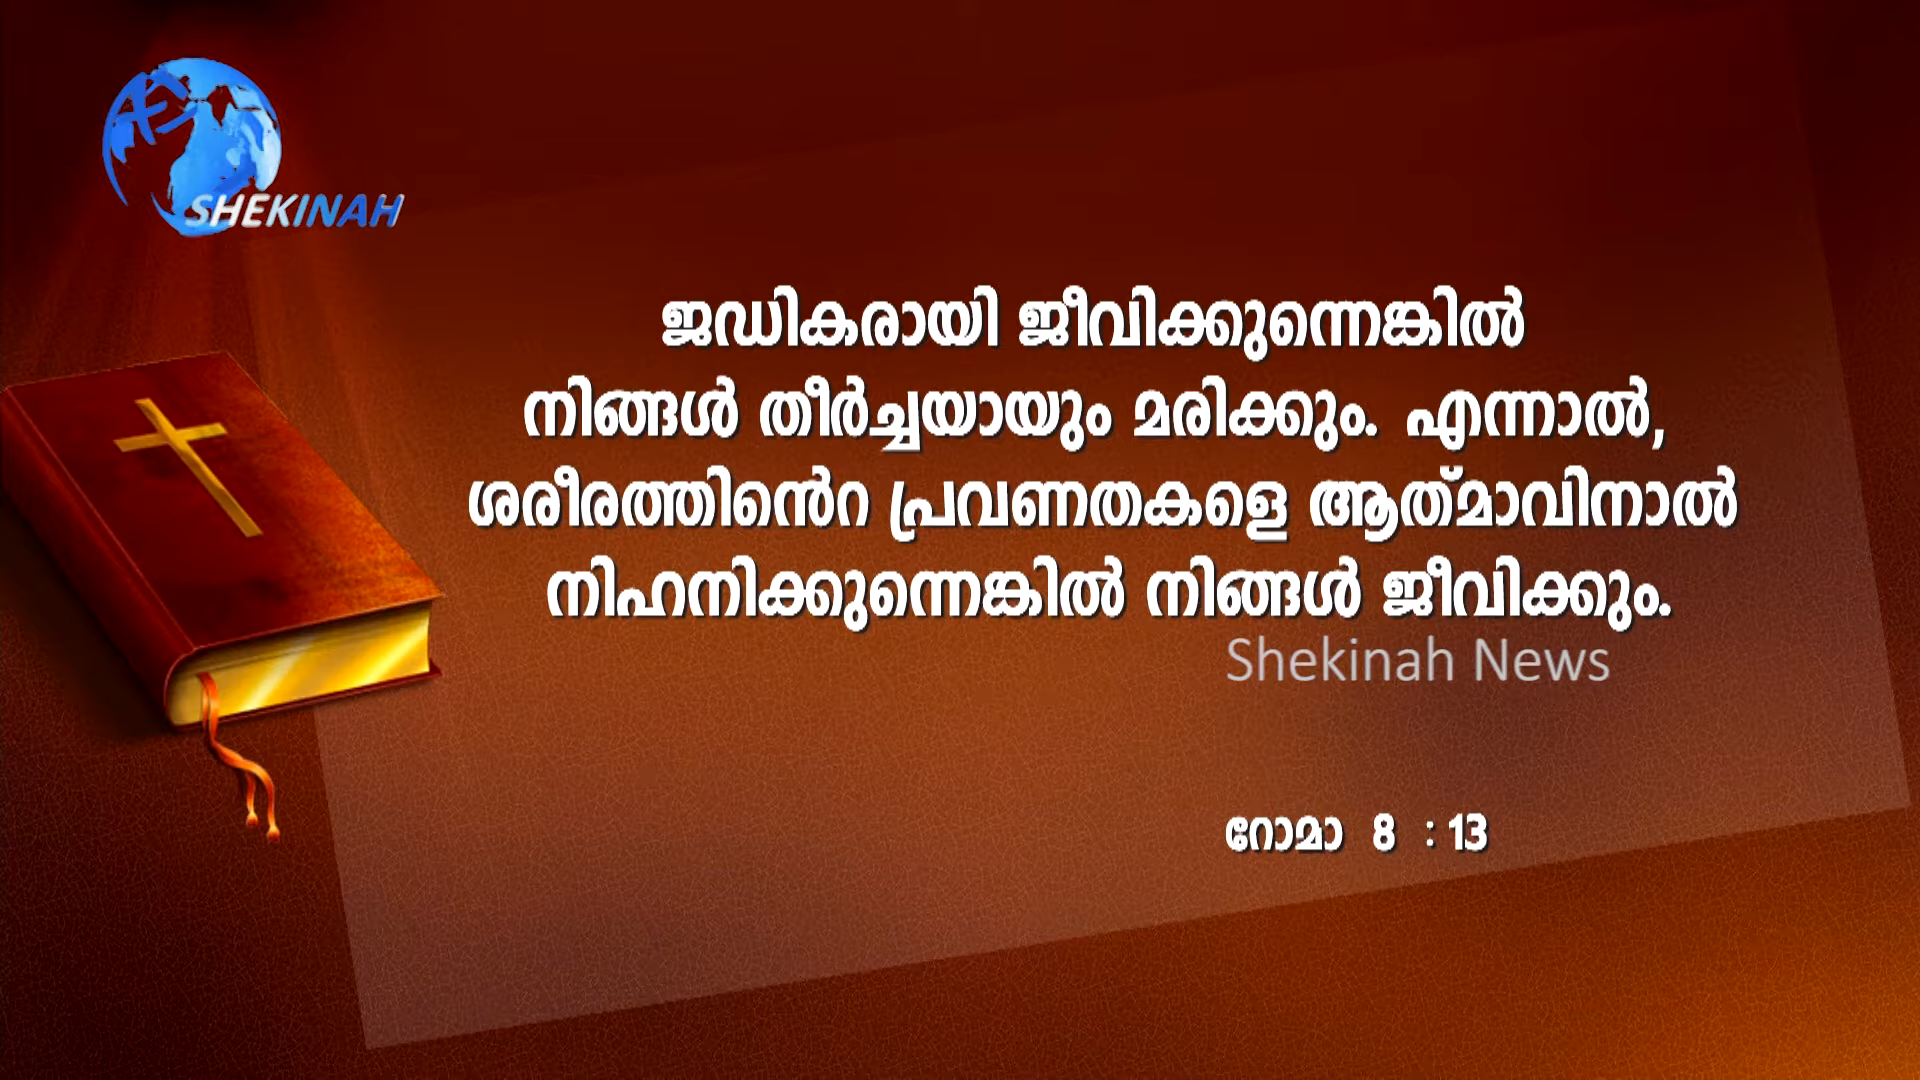 SHEKINAH
ജഡികരായി ജീവിക്കുന്നെങ്കിൽ
നിങ്ങൾ തീർച്ചയായും മരിക്കും. എന്നാൽ,
ശരീരത്തിൻെറ പ്രവണതകളെ ആത്മാവിനാൽ
നിഹനിക്കുന്നെങ്കിൽ നിങ്ങൾ ജീവിക്കും.
Shekinah News
റോമാ 8 : 13